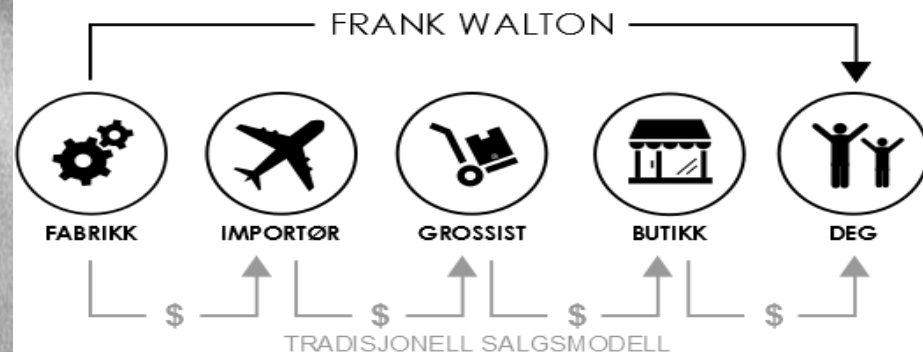 FRANK WALTON
FABRIKK IMPORTØR GROSSIST BUTIKK DEG
$ $ $ $
TRADISJONELL SALGSMODELL